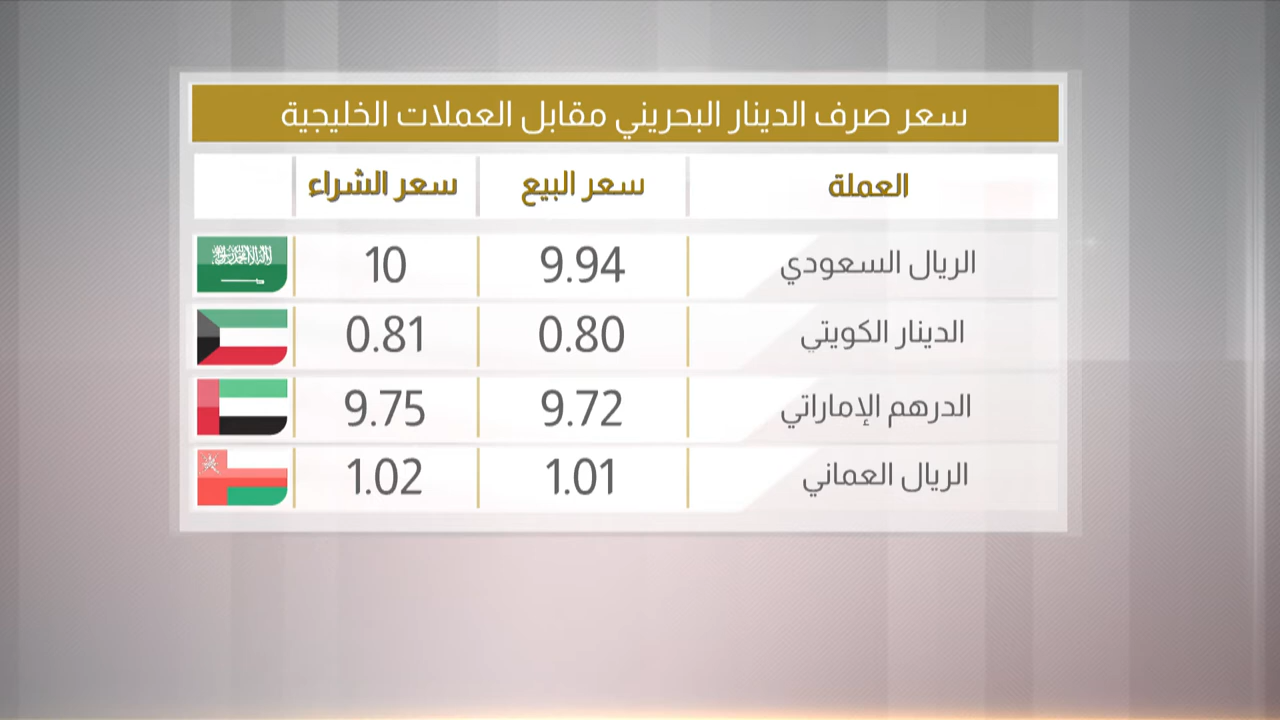 سعر صرف الدينار البحريني مقابل العملات الخليجية
العملة سعر البيع سعر الشراء
الريال السعودي 9.94 10
الدينار الكويتي 0.80 0.81
الدرهم الإماراتي 9.72 9.75
الريال العماني 1.01 1.02